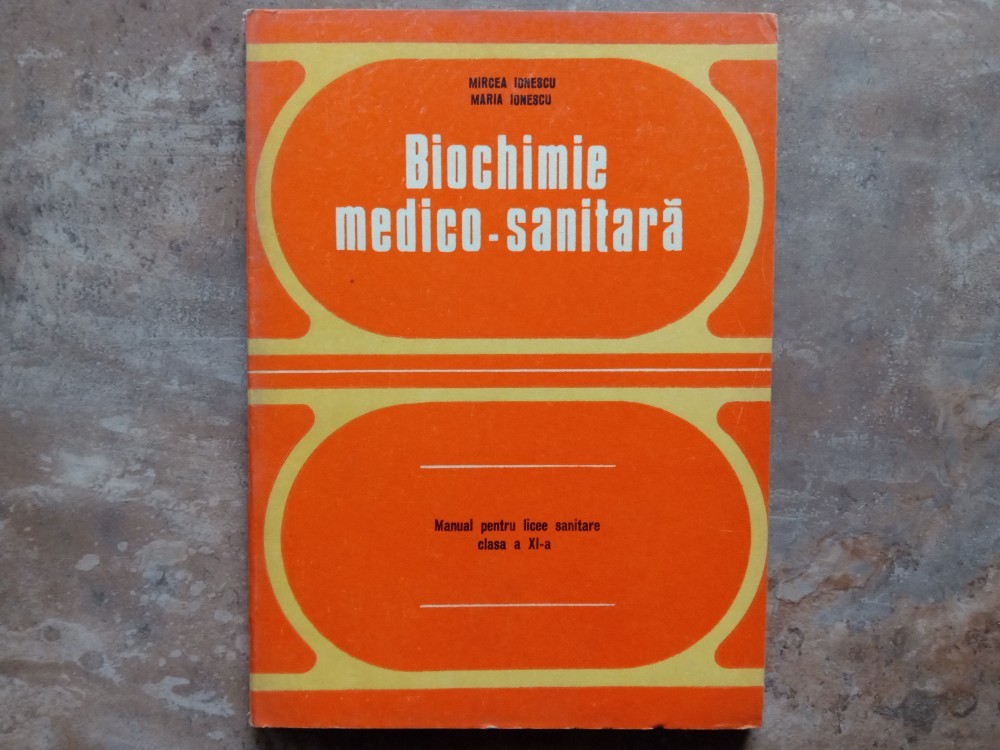 MIRCEA IONESCU
MARIA IONESCU
Biochimie
medico-sanitară
Manual pentru licee sanitare
clasa a XI-a